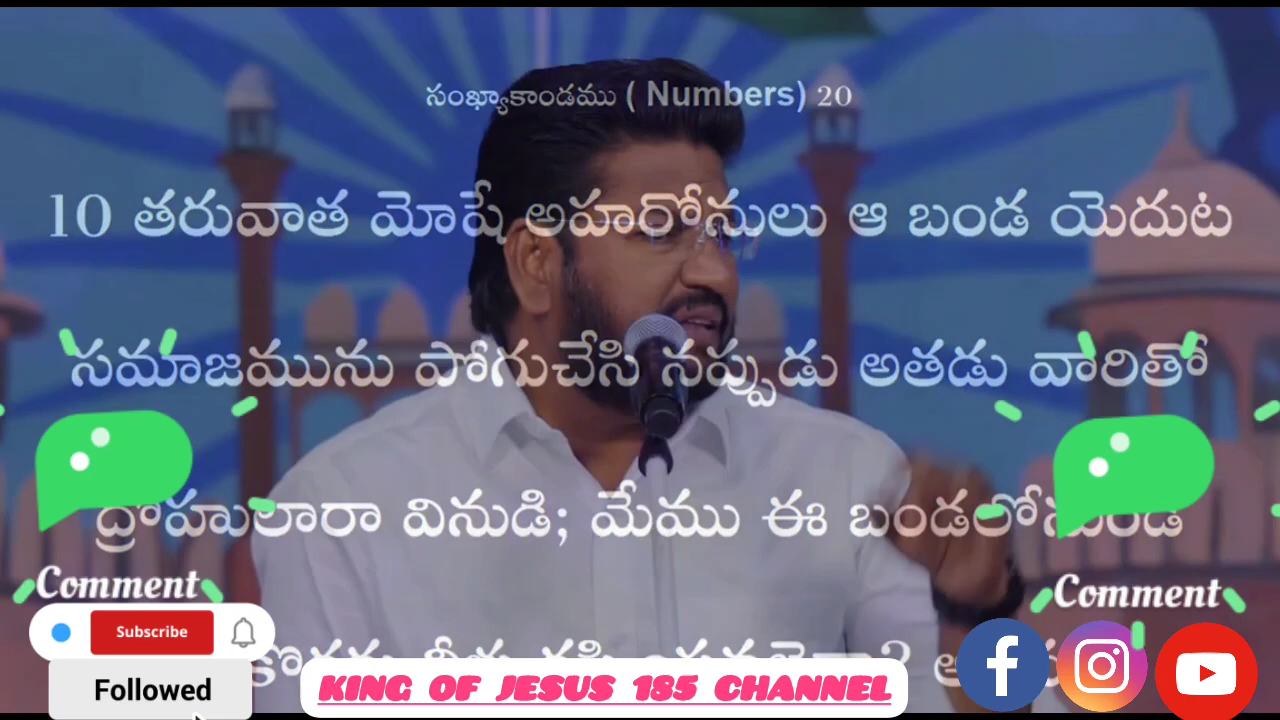 సంఖ్యాకాండము ( Numbers) 20
10 తరువాత మోషే అహరోనులు ఆ బండ యెదుట
సమాజమును పోగుచేసి నప్పుడు అతడు వారితో
ద్రోహులారా వినుడి; మేము ఈ బండలోనుండి
Comment
Comment
Subscribe
Followed
KING OF JESUS 185 CHANNEL